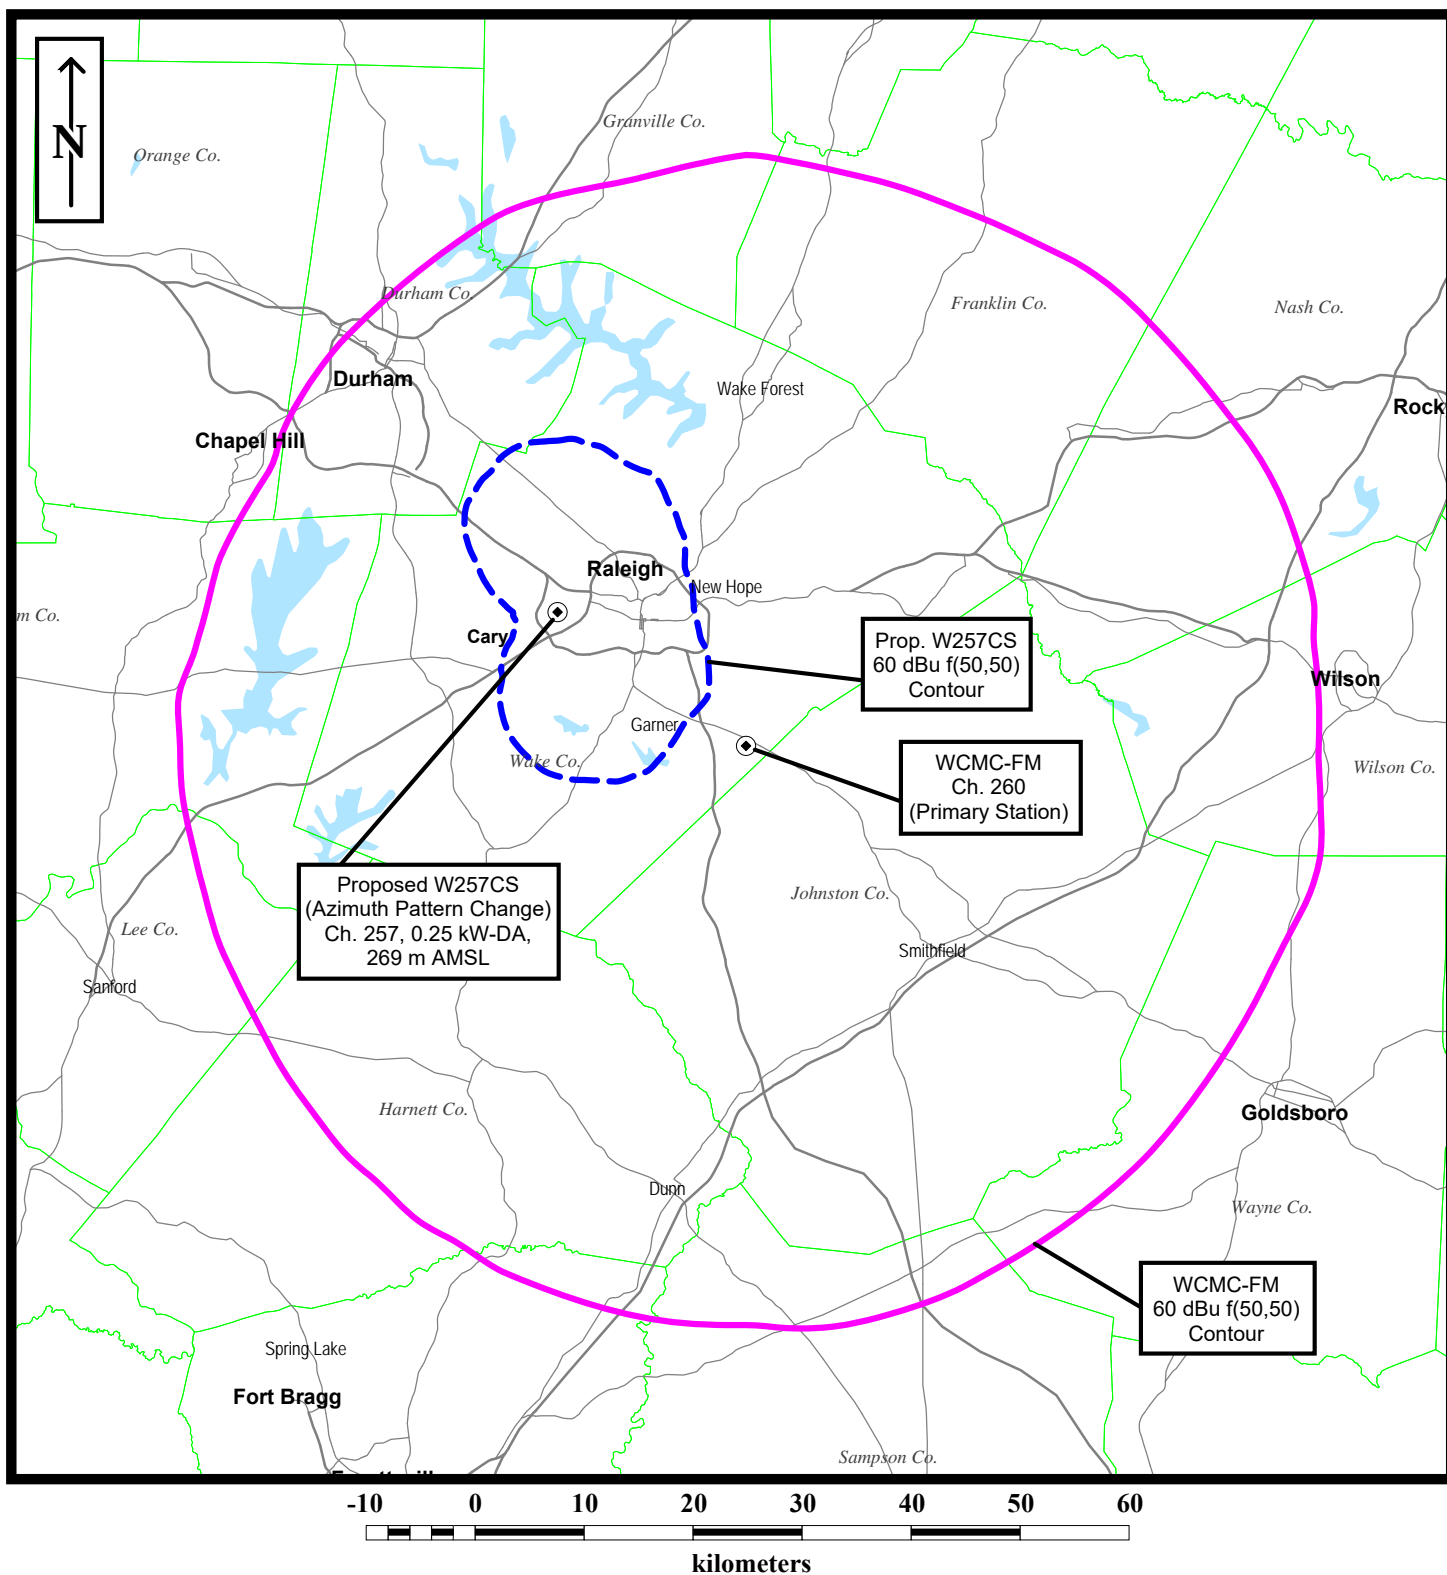 N
Granville Co.
Orange Co.
Durham Co.
Franklin Co.
Nash Co.
Durham
Wake Forest
Rock
Chapel Hill
Raleigh
New Hope
m Co.
Cary
Prop. W257CS
60 dBu f(50,50)
Contour
Wilson
Garner
Wake Co.
WCMC-FM
Ch. 260
(Primary Station)
Wilson Co.
Proposed W257CS
(Azimuth Pattern Change)
Ch. 257, 0.25 kW-DA,
269 m AMSL
Johnston Co.
Lee Co.
Smithfield
Sanford
Harnett Co.
Goldsboro
Dunn
Wayne Co.
WCMC-FM
60 dBu f(50,50)
Contour
Spring Lake
Fort Bragg
Sampson Co.
-10 0 10 20 30 40 50 60
kilometers